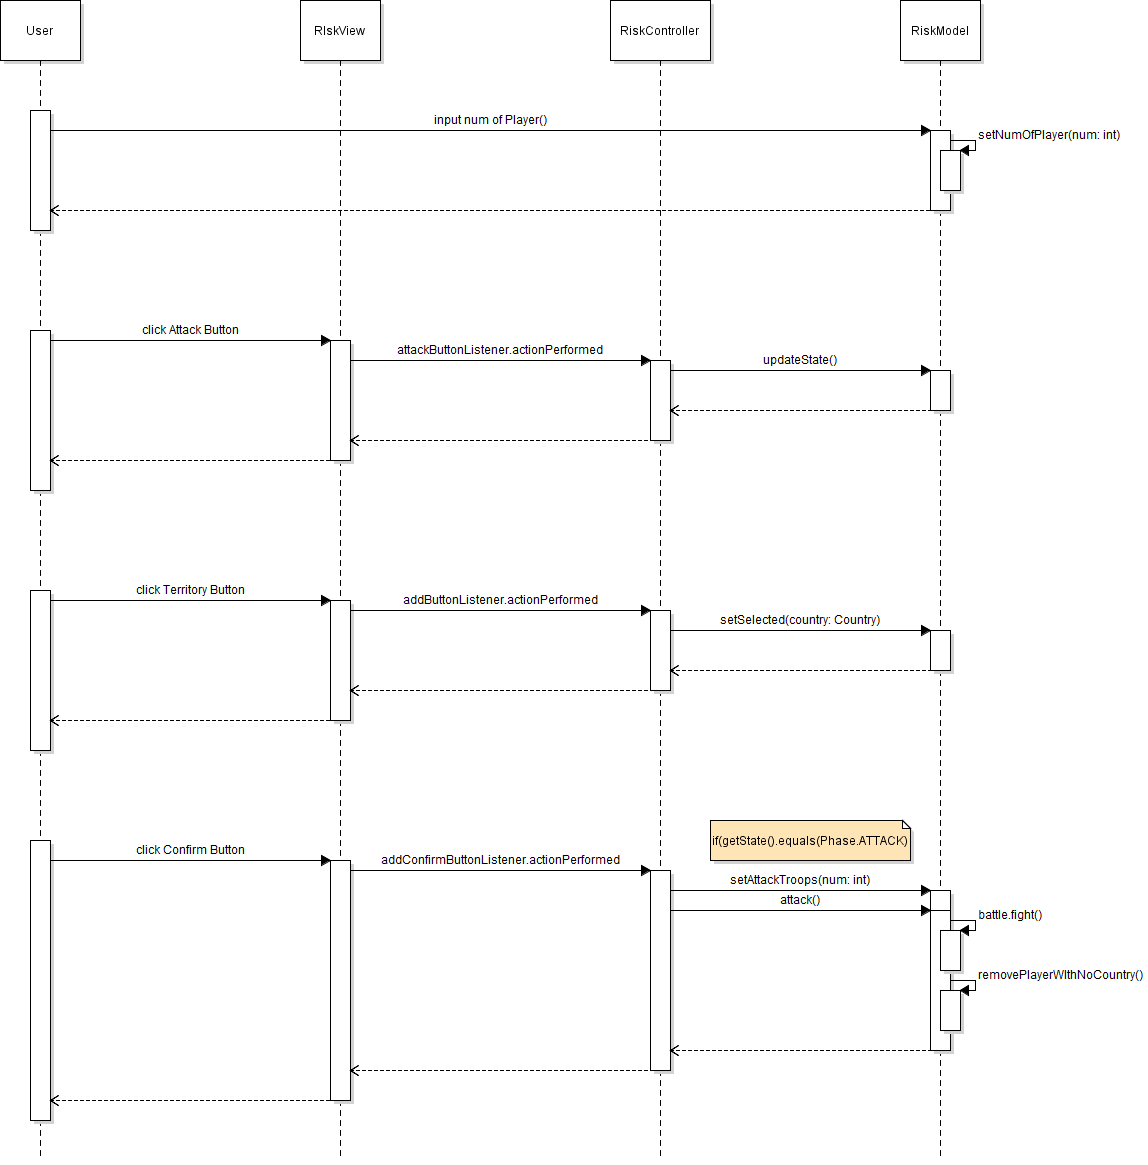 User
RIskView
RiskController
RiskModel
input num of Player()
setNumOfPlayer(num: int)
click Attack Button
attackButtonListener.actionPerformed
updateState()
click Territory Button
addButtonListener.actionPerformed
setSelected(country: Country)
if(getState().equals(Phase.ATTACK)
click Confirm Button
addConfirmButtonListener.actionPerformed
setAttackTroops(num: int)
attack()
battle.fight()
removePlayerWIthNoCountry()